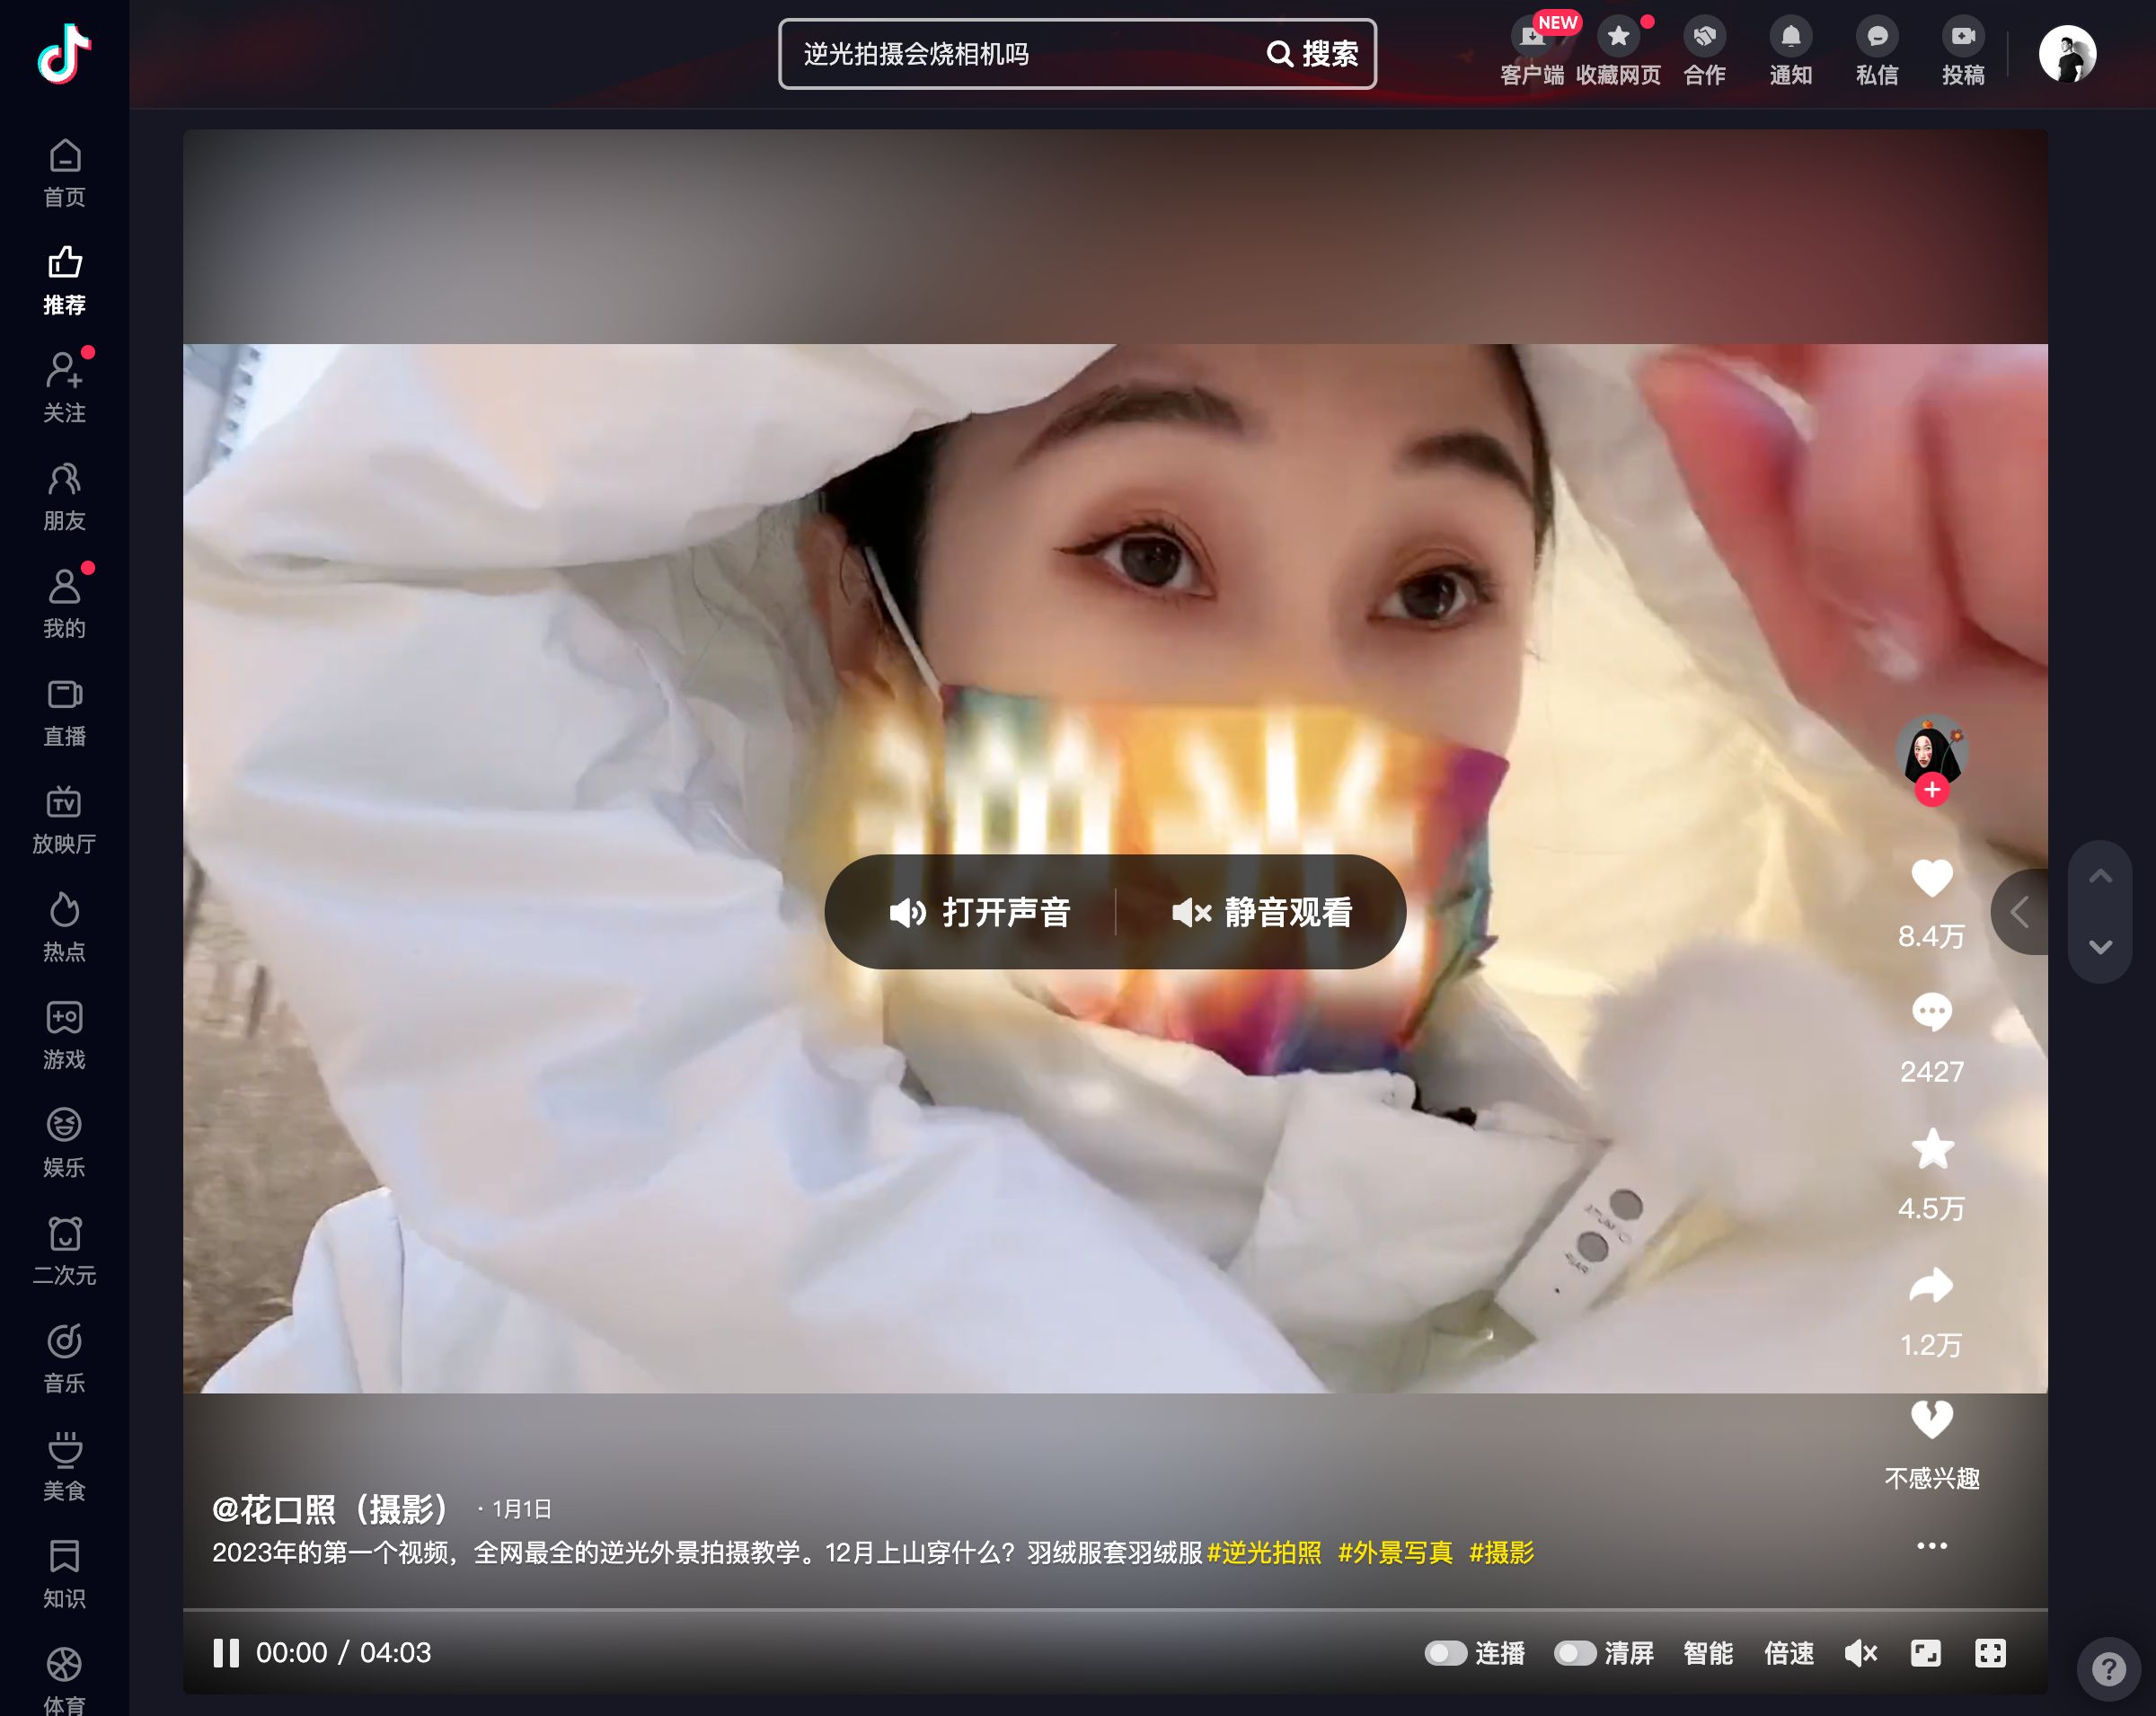 逆光拍摄会烧相机吗
搜索
NEW
客户端
收藏网页
合作
通知
私信
投稿
首页
推荐
关注
朋友
我的
直播
TV
放映厅
热点
游戏
娱乐
二次元
音乐
美食
知识
体育
打开声音
静音观看
8.4万
2427
4.5万
1.2万
不感兴趣
@花口照（摄影） · 1月1日
2023年的第一个视频，全网最全的逆光外景拍摄教学。12月上山穿什么？羽绒服套羽绒服#逆光拍照 #外景写真 #摄影
00:00 / 04:03
连播
清屏
智能
倍速